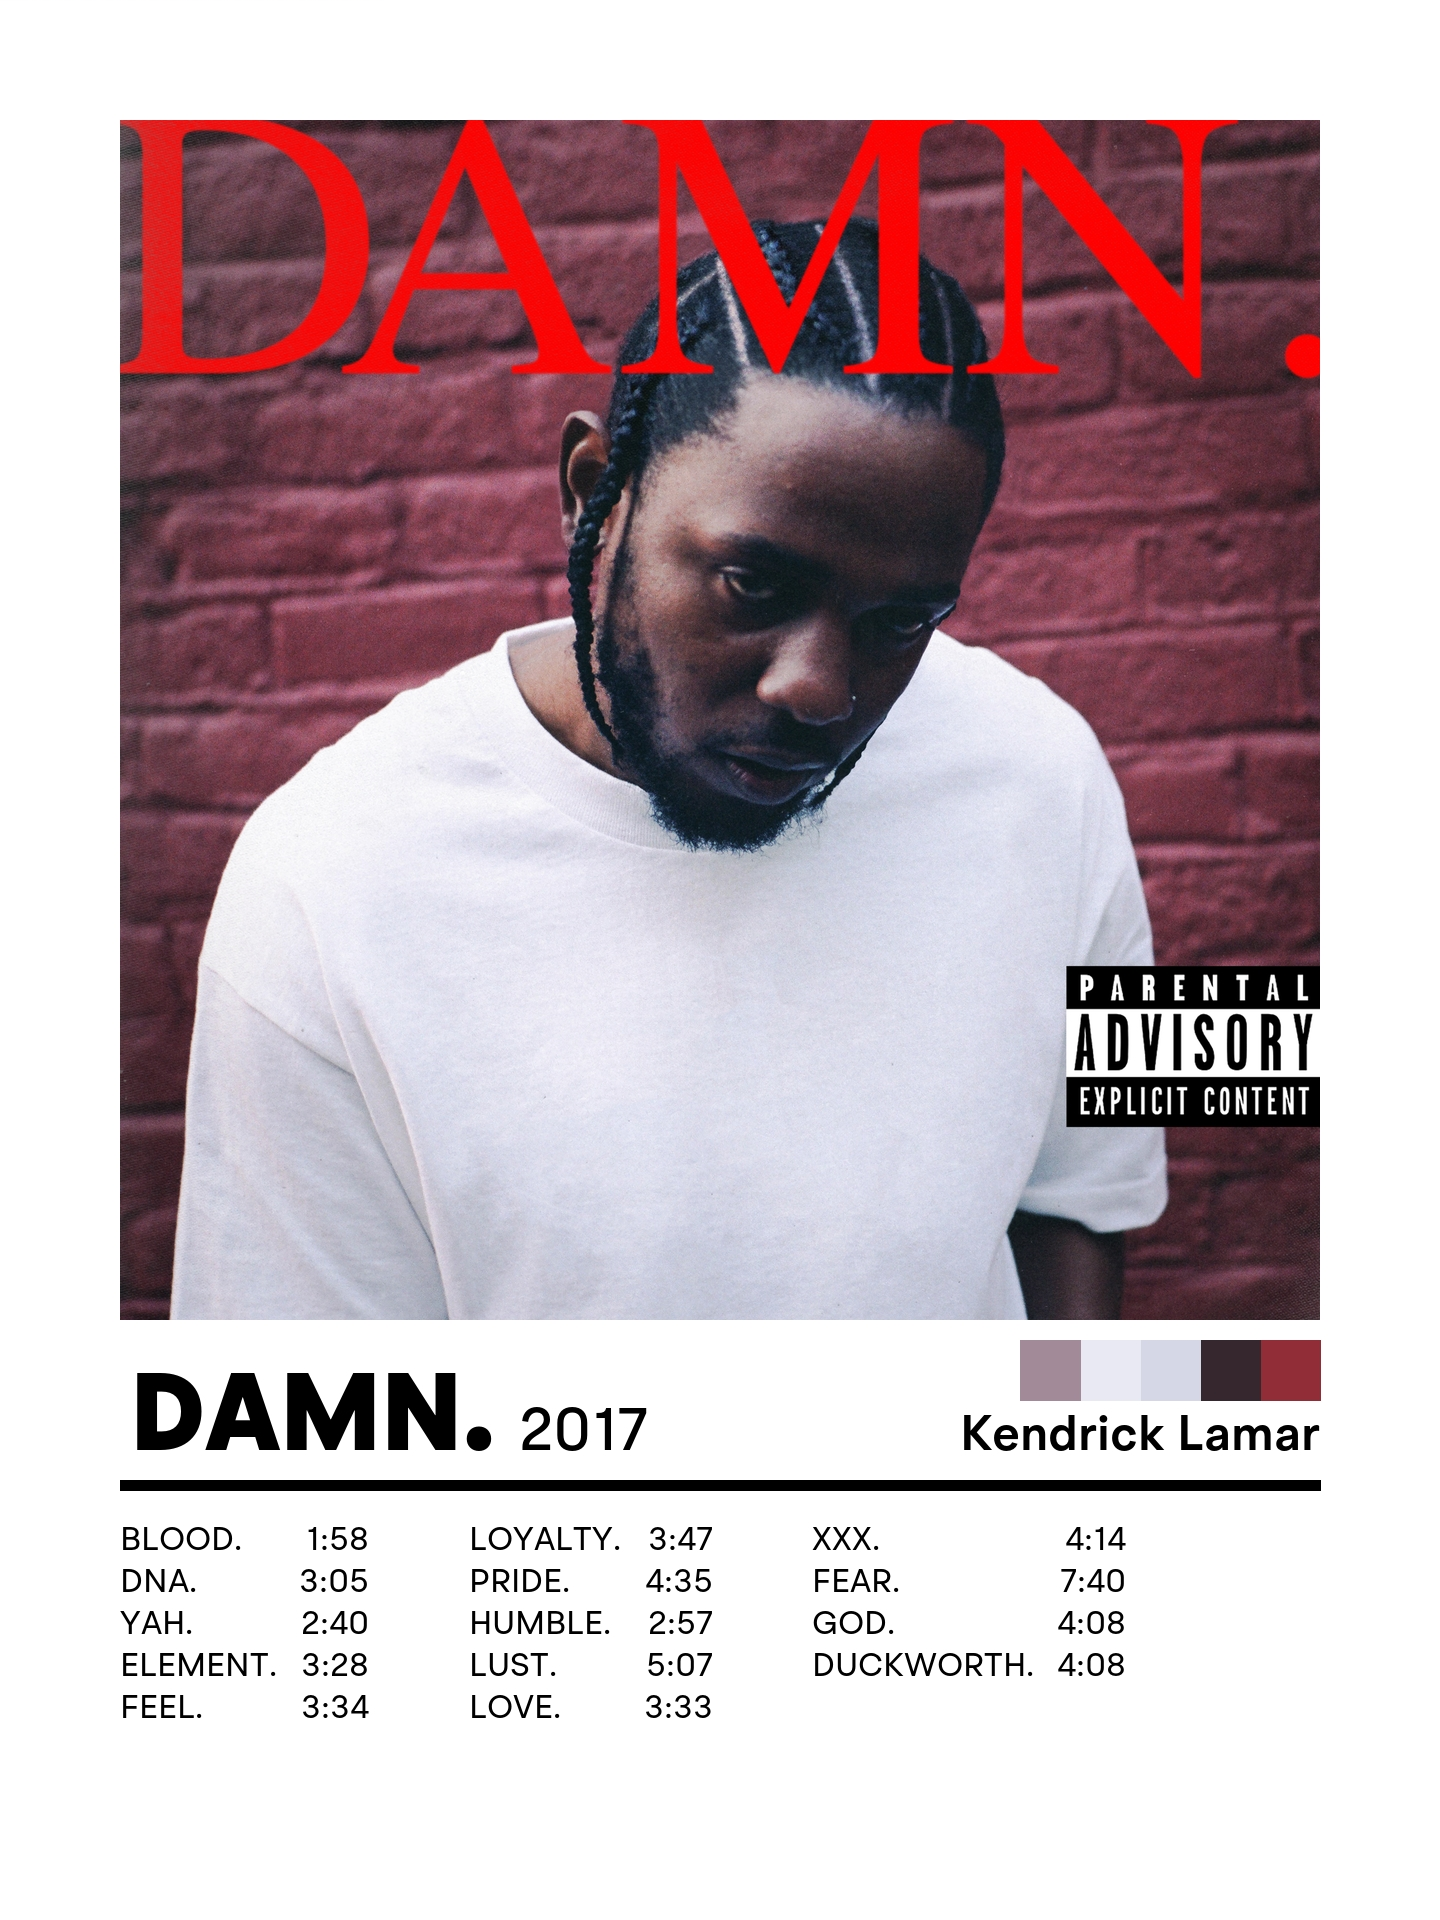 DAMN.
PARENTAL
ADVISORY
EXPLICIT CONTENT
DAMN. 2017
Kendrick Lamar
BLOOD. 1:58
DNA. 3:05
YAH. 2:40
ELEMENT. 3:28
FEEL. 3:34
LOYALTY. 3:47
PRIDE. 4:35
HUMBLE. 2:57
LUST. 5:07
LOVE. 3:33
XXX. 4:14
FEAR. 7:40
GOD. 4:08
DUCKWORTH. 4:08